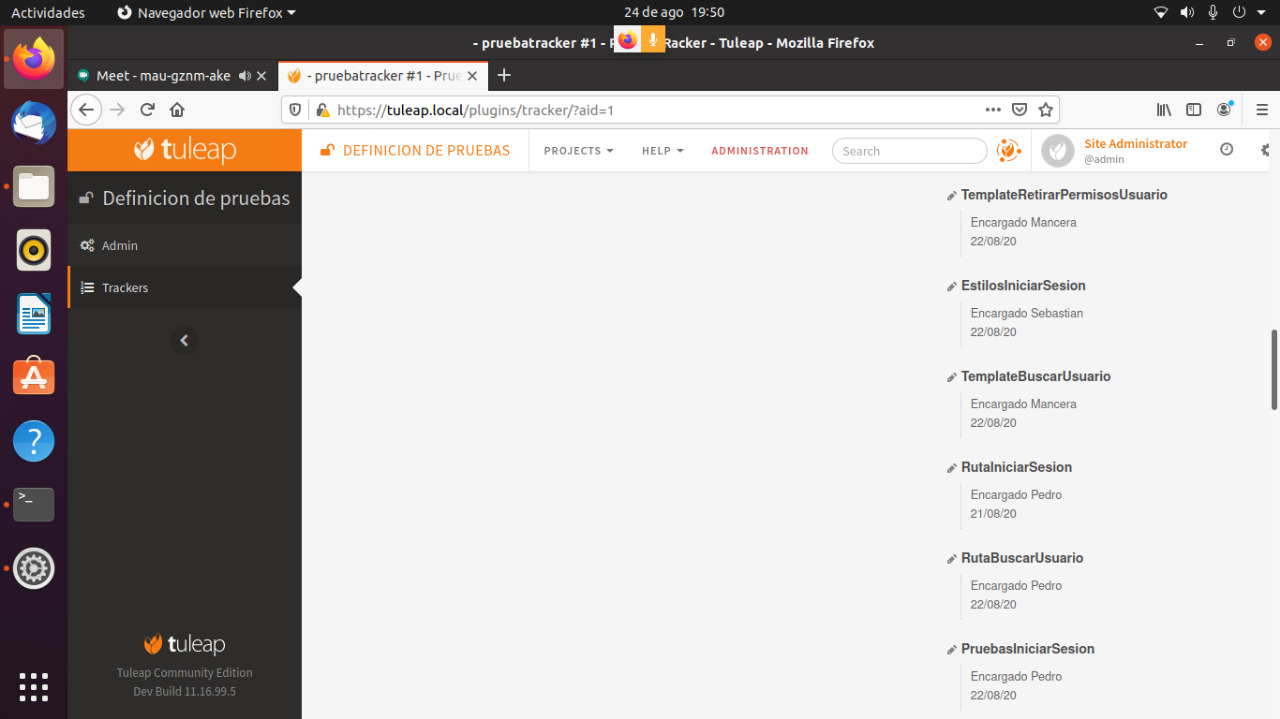 Actividades
Navegador web Firefox
24 de ago 19:50
- pruebatracker #1 - P
Racker - Tuleap - Mozilla Firefox
Meet - mau-gznm-ake
- pruebatracker #1 - Prue
https://tuleap.local/plugins/tracker/?aid=1
tuleap
DEFINICION DE PRUEBAS
PROJECTS
HELP
ADMINISTRATION
Search
Site Administrator
@admin
Definicion de pruebas
Admin
Trackers
TemplateRetirarPermisosUsuario
Encargado Mancera
22/08/20
EstilosIniciarSesion
Encargado Sebastian
22/08/20
TemplateBuscarUsuario
Encargado Mancera
22/08/20
RutaIniciarSesion
Encargado Pedro
21/08/20
RutaBuscarUsuario
Encargado Pedro
22/08/20
PruebasIniciarSesion
Encargado Pedro
22/08/20
tuleap
Tuleap Community Edition
Dev Build 11.16.99.5